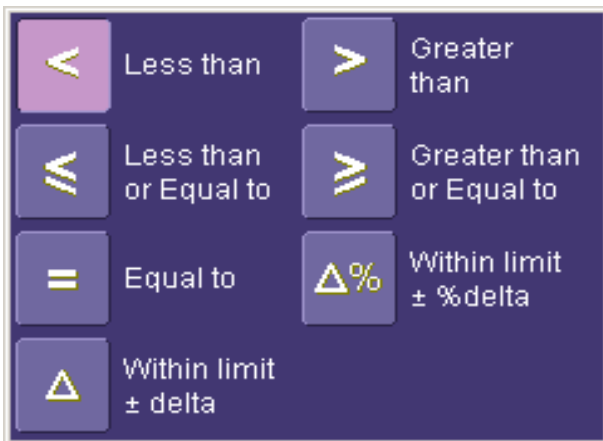 < Less than
> Greater
than
≤ Less than
or Equal to
≥ Greater than
or Equal to
= Equal to
Δ% Within limit
± %delta
Δ Within limit
± delta